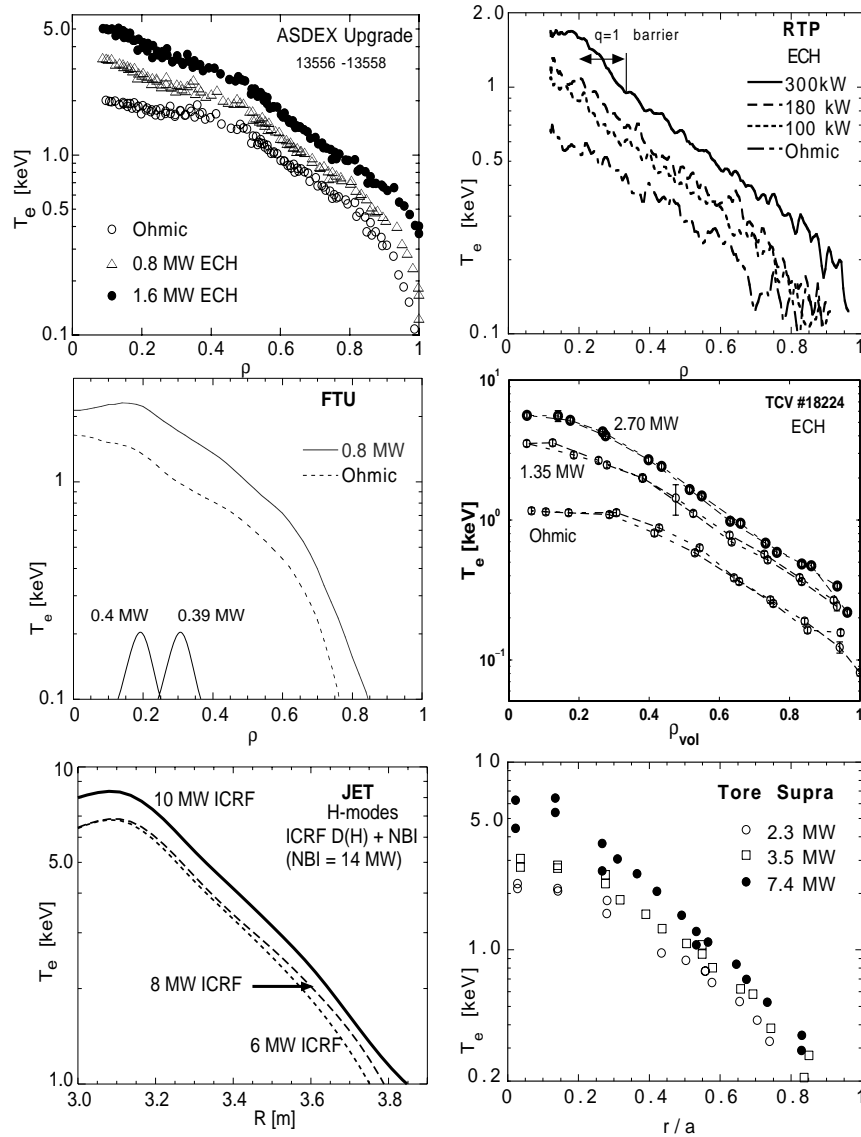 5.0
ASDEX Upgrade
13556 -13558
1.0
0.5
0.1
T_e [keV]
Ohmic
0.8 MW ECH
1.6 MW ECH
0 0.2 0.4 0.6 0.8 1
ρ
2.0
q=1 barrier
RTP
ECH
300kW
180 kW
100 kW
Ohmic
1.0
0.5
0.1
T_e [keV]
0 0.2 0.4 0.6 0.8 1
ρ
FTU
0.8 MW
Ohmic
1
0.1
T_e [keV]
0.4 MW
0.39 MW
0 0.2 0.4 0.6 0.8 1
ρ
10^1
TCV #18224
ECH
2.70 MW
1.35 MW
Ohmic
10^0
10^−1
T_e [keV]
0 0.2 0.4 0.6 0.8 1
ρ_vol
10
10 MW ICRF
JET
H-modes
ICRF D(H) + NBI
(NBI = 14 MW)
5.0
8 MW ICRF
6 MW ICRF
1.0
T_e [keV]
3.0 3.2 3.4 3.6 3.8
R [m]
1.0
Tore Supra
2.3 MW
3.5 MW
7.4 MW
5.0
1.0
0.2
T_e [keV]
0 0.2 0.4 0.6 0.8 1
r / a